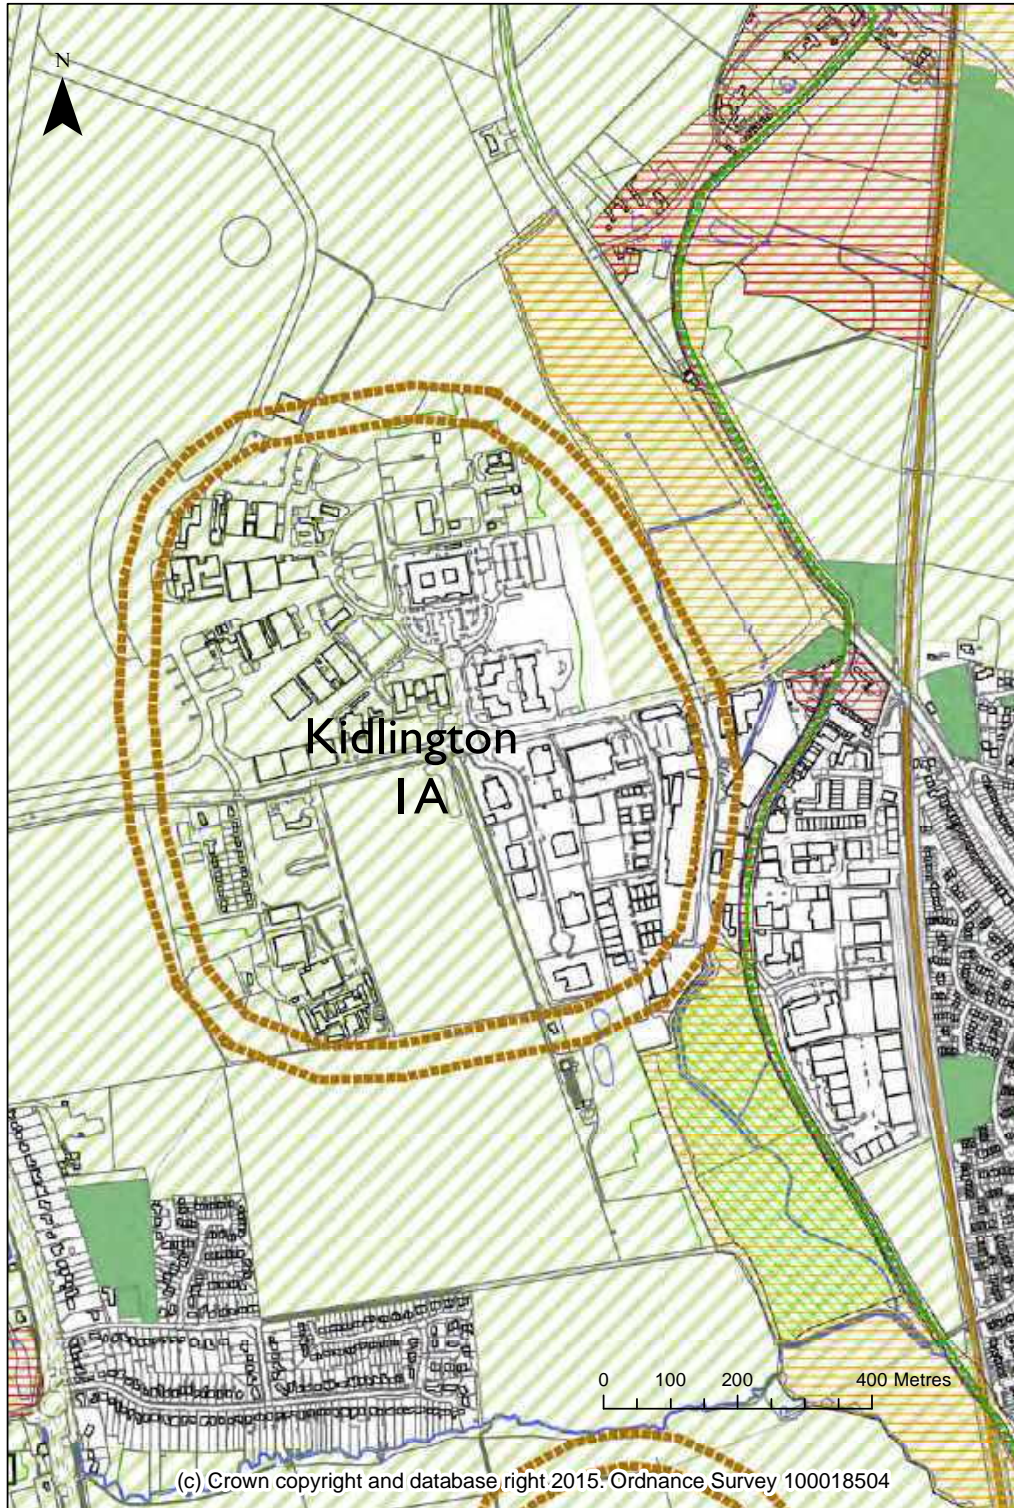 N
Kidlington
1A
0 100 200 400 Metres
(c) Crown copyright and database right 2015. Ordnance Survey 100018504